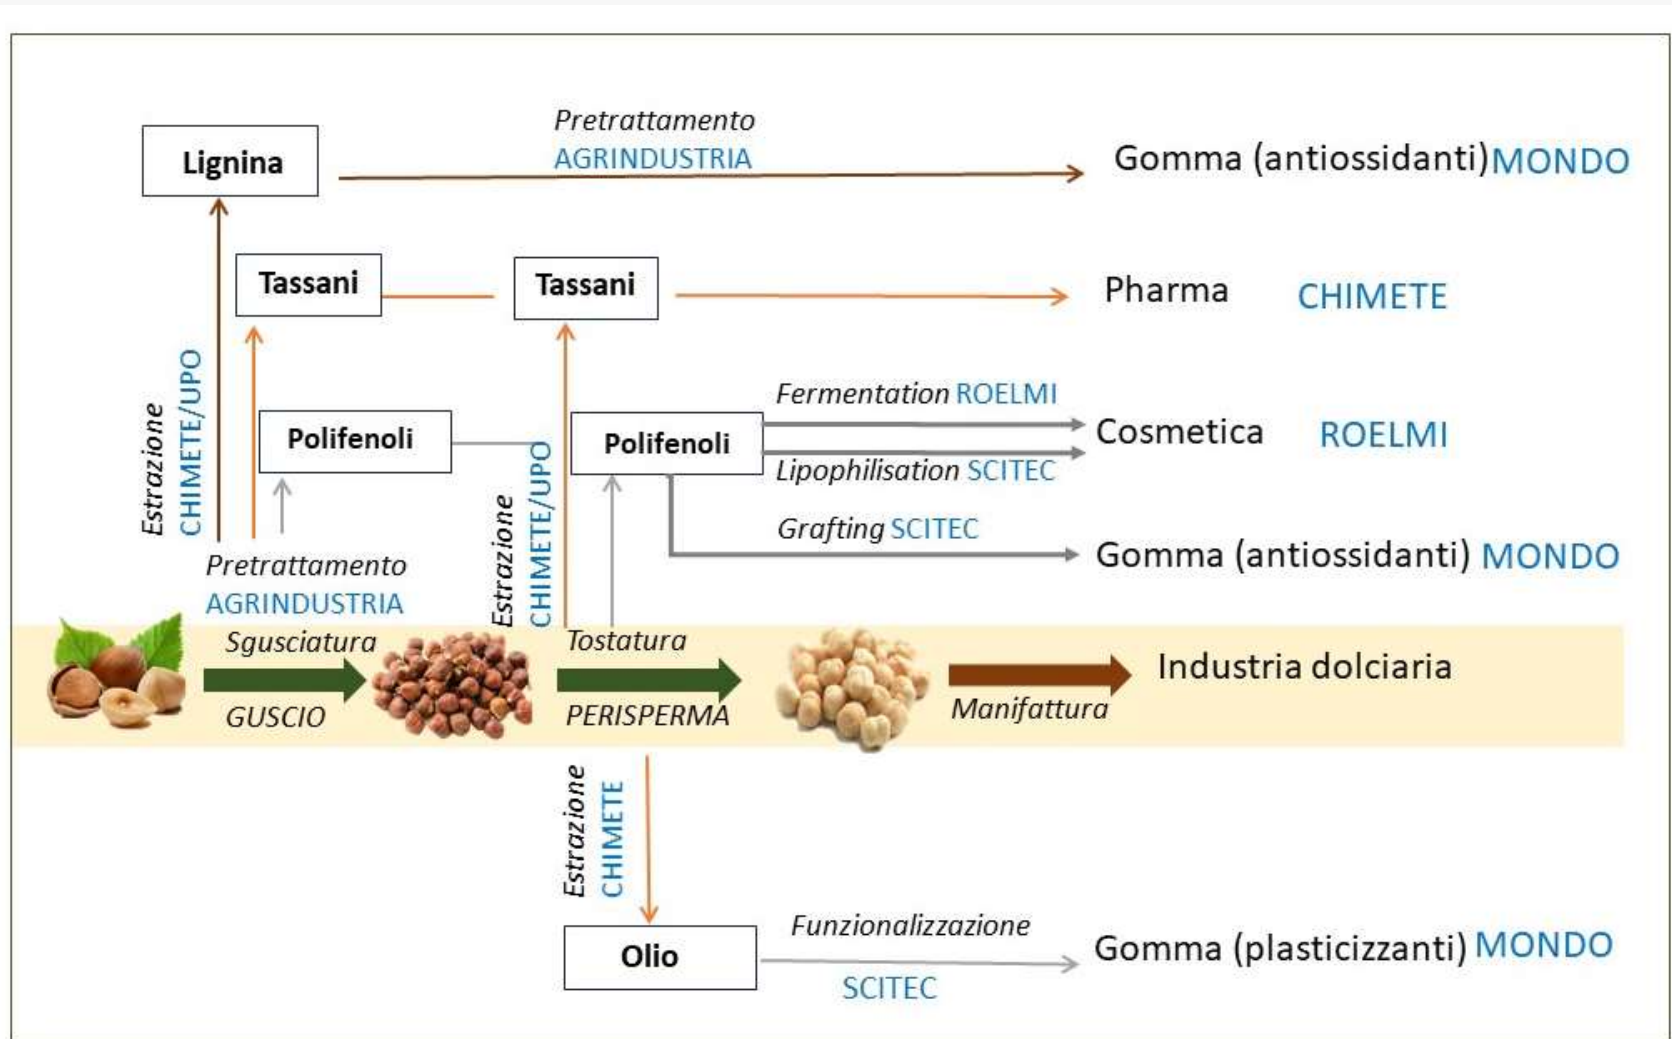 Pretrattamento
AGRINDUSTRIA
Lignina
Gomma (antiossidanti) MONDO
Tassani
Tassani
Pharma CHIMETE
Estrazione
CHIMETE/UPO
Polifenoli
Polifenoli
Fermentation ROELMI
Cosmetica ROELMI
Lipophilisation SCITEC
Estrazione
CHIMETE/UPO
Grafting SCITEC
Gomma (antiossidanti) MONDO
Pretrattamento
AGRINDUSTRIA
Sgusciatura
GUSCIO
Tostatura
PERISPERMA
Manifattura
Industria dolciaria
Estrazione
CHIMETE
Olio
Funzionalizzazione
SCITEC
Gomma (plasticizzanti) MONDO